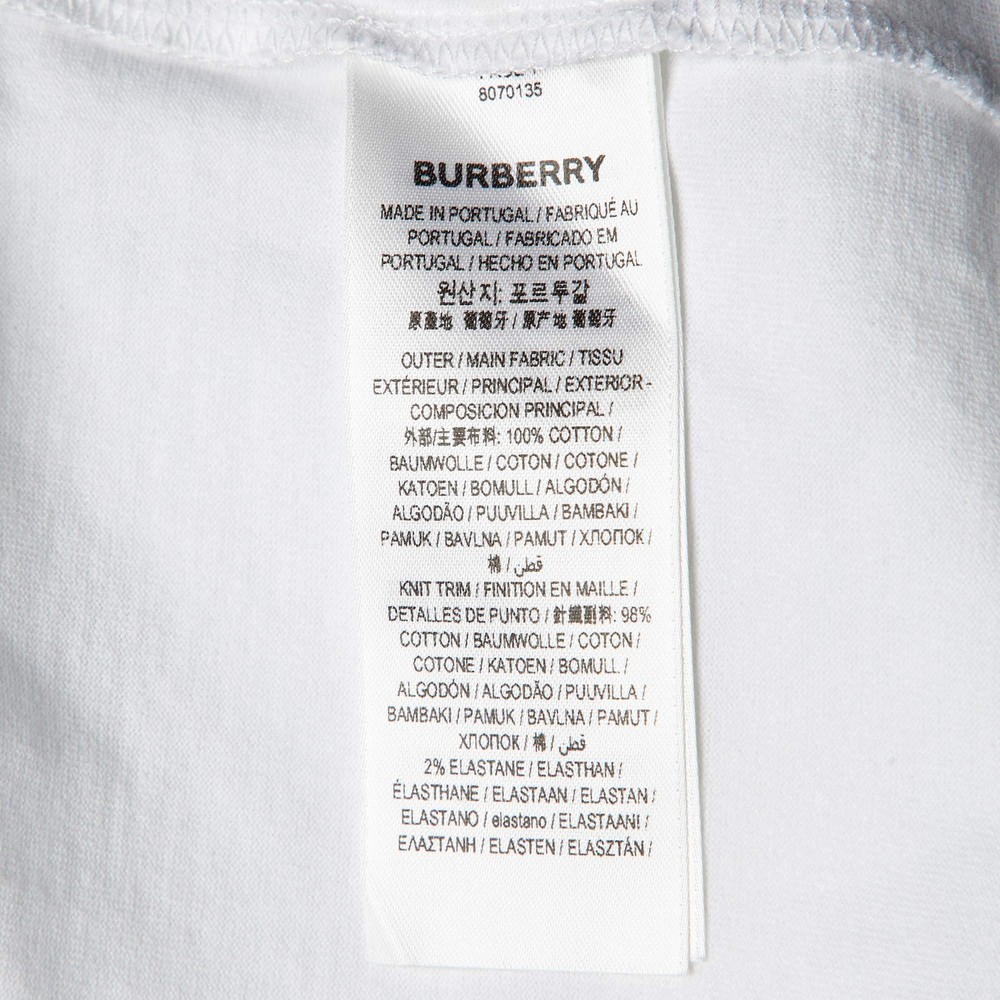 8070135
BURBERRY
MADE IN PORTUGAL / FABRIQUÉ AU
PORTUGAL / FABRICADO EM
PORTUGAL / HECHO EN PORTUGAL
원산지: 포르투갈
原產地 葡萄牙 / 原产地 葡萄牙
OUTER / MAIN FABRIC / TISSU
EXTÉRIEUR / PRINCIPAL / EXTERIOR -
COMPOSICION PRINCIPAL /
外部/主要布料: 100% COTTON /
BAUMWOLLE / COTON / COTONE /
KATOEN / BOMULL / ALGODÓN /
ALGODÃO / PUUVILLA / BAMBAKI /
PAMUK / BAVLNA / PAMUT / ХЛОПОК /
棉 / قطن /
KNIT TRIM / FINITION EN MAILLE /
DETALLES DE PUNTO / 針織副料: 98%
COTTON / BAUMWOLLE / COTON /
COTONE / KATOEN / BOMULL /
ALGODÓN / ALGODÃO / PUUVILLA /
BAMBAKI / PAMUK / BAVLNA / PAMUT /
ХЛОПОК / 棉 / قطن
2% ELASTANE / ELASTHAN /
ÉLASTHANE / ELASTAAN / ELASTAN /
ELASTANO / elastano / ELASTAANI /
ΕΛΑΣΤΑΝΗ / ELASTEN / ELASZTÁN /